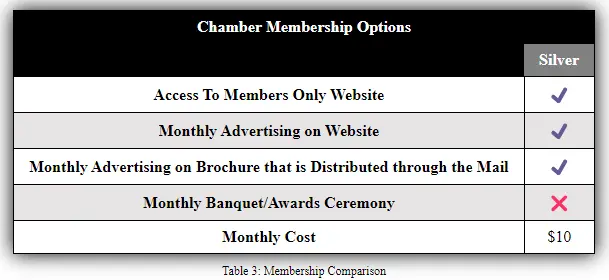 Chamber Membership Options
Silver
Access To Members Only Website
Monthly Advertising on Website
Monthly Advertising on Brochure that is Distributed through the Mail
Monthly Banquet/Awards Ceremony
Monthly Cost $10
Table 3: Membership Comparison